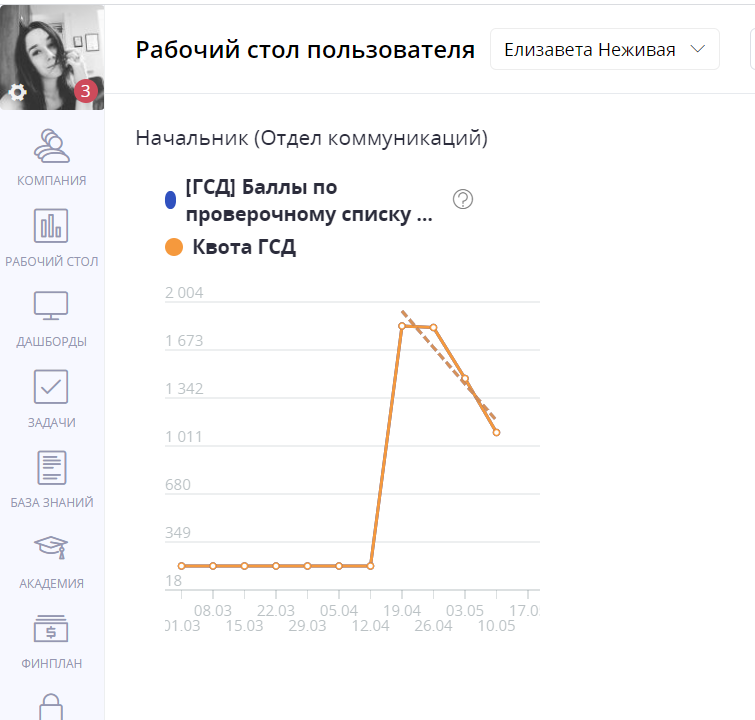 Рабочий стол пользователя
Елизавета Неживая
3
КОМПАНИЯ
РАБОЧИЙ СТОЛ
ДАШБОРДЫ
ЗАДАЧИ
БАЗА ЗНАНИЙ
АКАДЕМИЯ
ФИНПЛАН
Начальник (Отдел коммуникаций)
[ГСД] Баллы по
проверочному списку ...
?
Квота ГСД
2 004
1 673
1 342
1 011
680
349
18
08.03 22.03 05.04 19.04 03.05 17.0
01.03 15.03 29.03 12.04 26.04 10.05